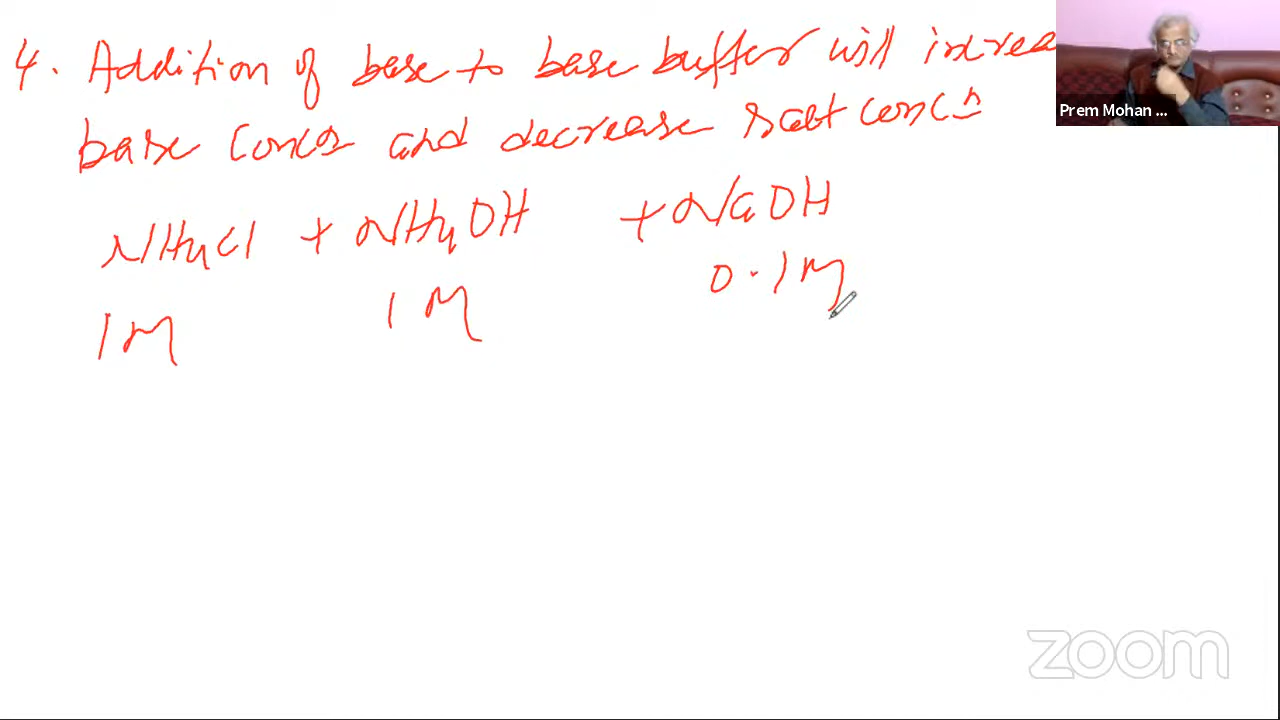 4. Addition of base to base buffer will increa
base concn and decrease salt concn
NH4Cl + NH4OH + NaOH
1M 1M 0.1M
Prem Mohan ...
zoom